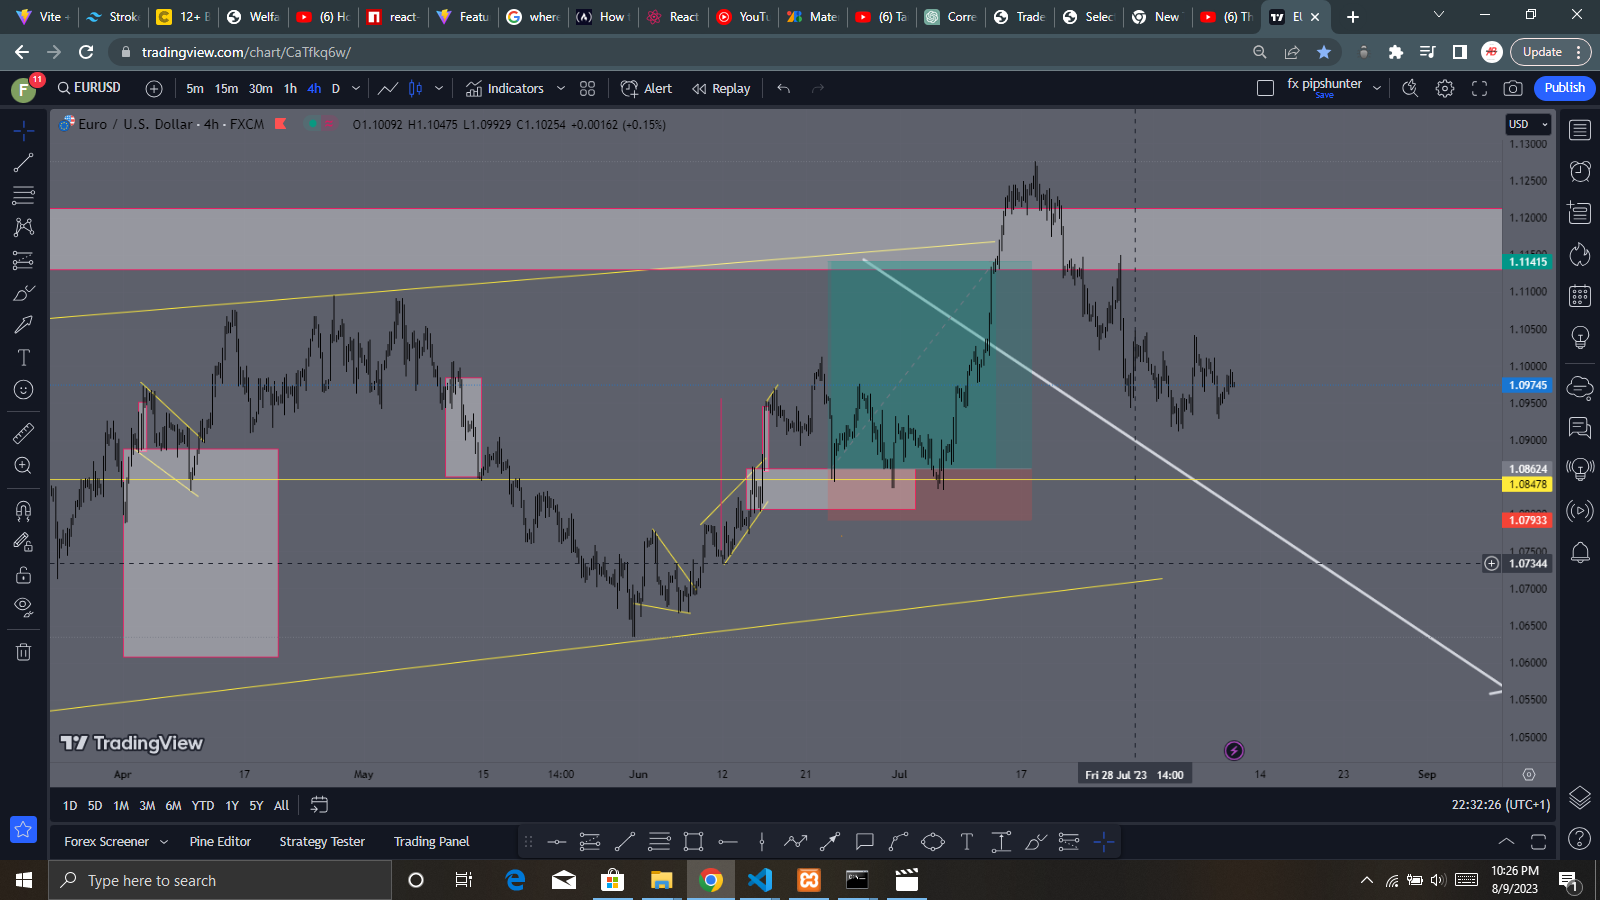 Vite +
Stroke
12+ B
Welfa
(6) Ho
react-
Featu
where
How t
React
YouTu
Mate
(6) Ta
Corre
Trade
Selec
New T
(6) Th
EU
tradingview.com/chart/CaTfkq6w/
Update
F
11
EURUSD
5m 15m 30m 1h 4h D
Indicators
Alert
Replay
fx pipshunter
Save
Publish
Euro / U.S. Dollar · 4h · FXCM
O1.10092 H1.10475 L1.09929 C1.10254 +0.00162 (+0.15%)
USD
1.13000
1.12500
1.12000
1.11415
1.11000
1.10500
1.10000
1.09745
1.09500
1.09000
1.08624
1.08478
1.07933
1.07500
1.07344
1.07000
1.06500
1.06000
1.05500
1.05000
TradingView
Apr 17 May 15 14:00 Jun 12 21 Jul 17 Fri 28 Jul '23 14:00 14 23 Sep
1D 5D 1M 3M 6M YTD 1Y 5Y All
22:32:26 (UTC+1)
Forex Screener
Pine Editor
Strategy Tester
Trading Panel
Type here to search
10:26 PM
8/9/2023
1